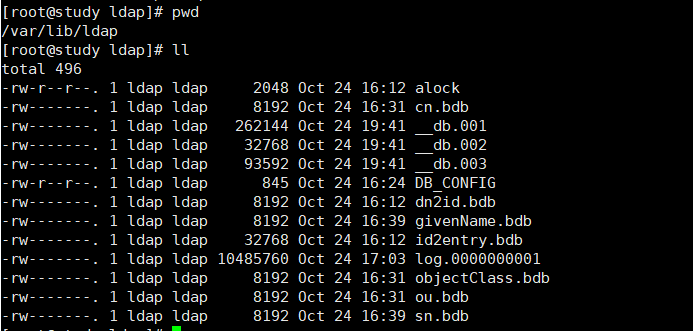 [root@study ldap]# pwd
/var/lib/ldap
[root@study ldap]# ll
total 496
-rw-r--r--. 1 ldap ldap     2048 Oct 24 16:12 alock
-rw-------. 1 ldap ldap     8192 Oct 24 16:31 cn.bdb
-rw-------. 1 ldap ldap   262144 Oct 24 19:41 __db.001
-rw-------. 1 ldap ldap    32768 Oct 24 19:41 __db.002
-rw-------. 1 ldap ldap    93592 Oct 24 19:41 __db.003
-rw-r--r--. 1 ldap ldap      845 Oct 24 16:24 DB_CONFIG
-rw-------. 1 ldap ldap     8192 Oct 24 16:12 dn2id.bdb
-rw-------. 1 ldap ldap     8192 Oct 24 16:39 givenName.bdb
-rw-------. 1 ldap ldap    32768 Oct 24 16:12 id2entry.bdb
-rw-------. 1 ldap ldap 10485760 Oct 24 17:03 log.0000000001
-rw-------. 1 ldap ldap     8192 Oct 24 16:31 objectClass.bdb
-rw-------. 1 ldap ldap     8192 Oct 24 16:31 ou.bdb
-rw-------. 1 ldap ldap     8192 Oct 24 16:39 sn.bdb
[root@study ldap]#